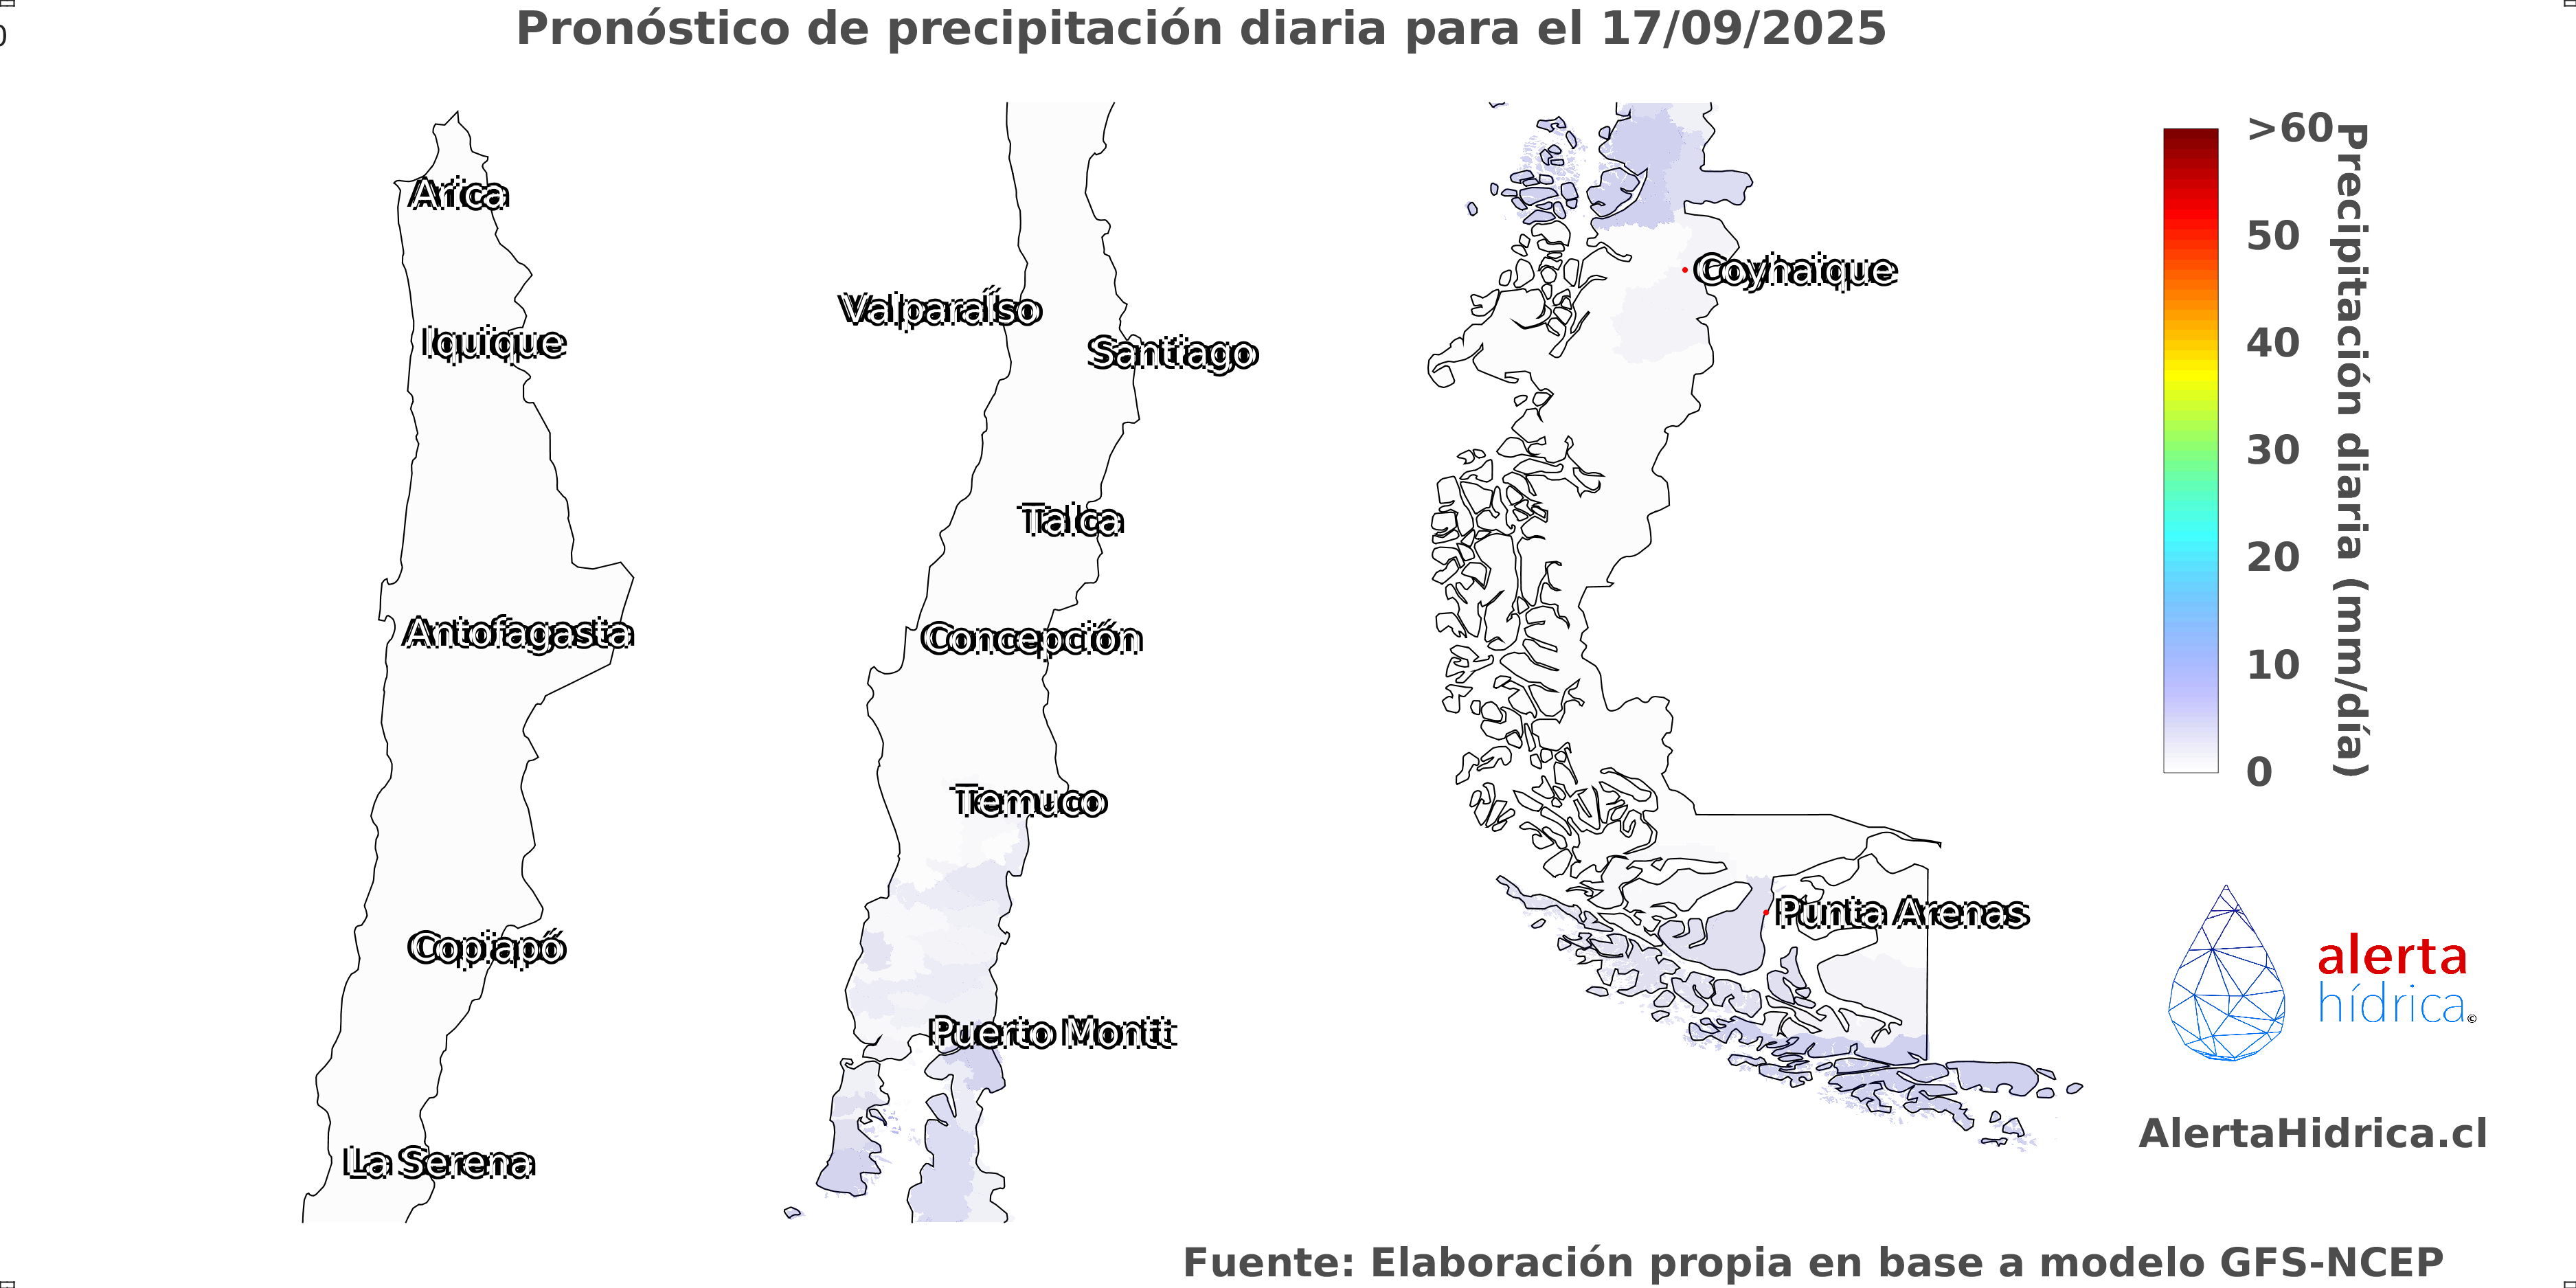 Pronóstico de precipitación diaria para el 17/09/2025
0
Arica
Iquique
Antofagasta
Copiapó
La Serena
Valparaíso
Santiago
Talca
Concepción
Temuco
Puerto Montt
Coyhaique
Punta Arenas
>60
50
40
30
20
10
0
Precipitación diaria (mm/día)
alerta
hídrica©
AlertaHidrica.cl
Fuente: Elaboración propia en base a modelo GFS-NCEP